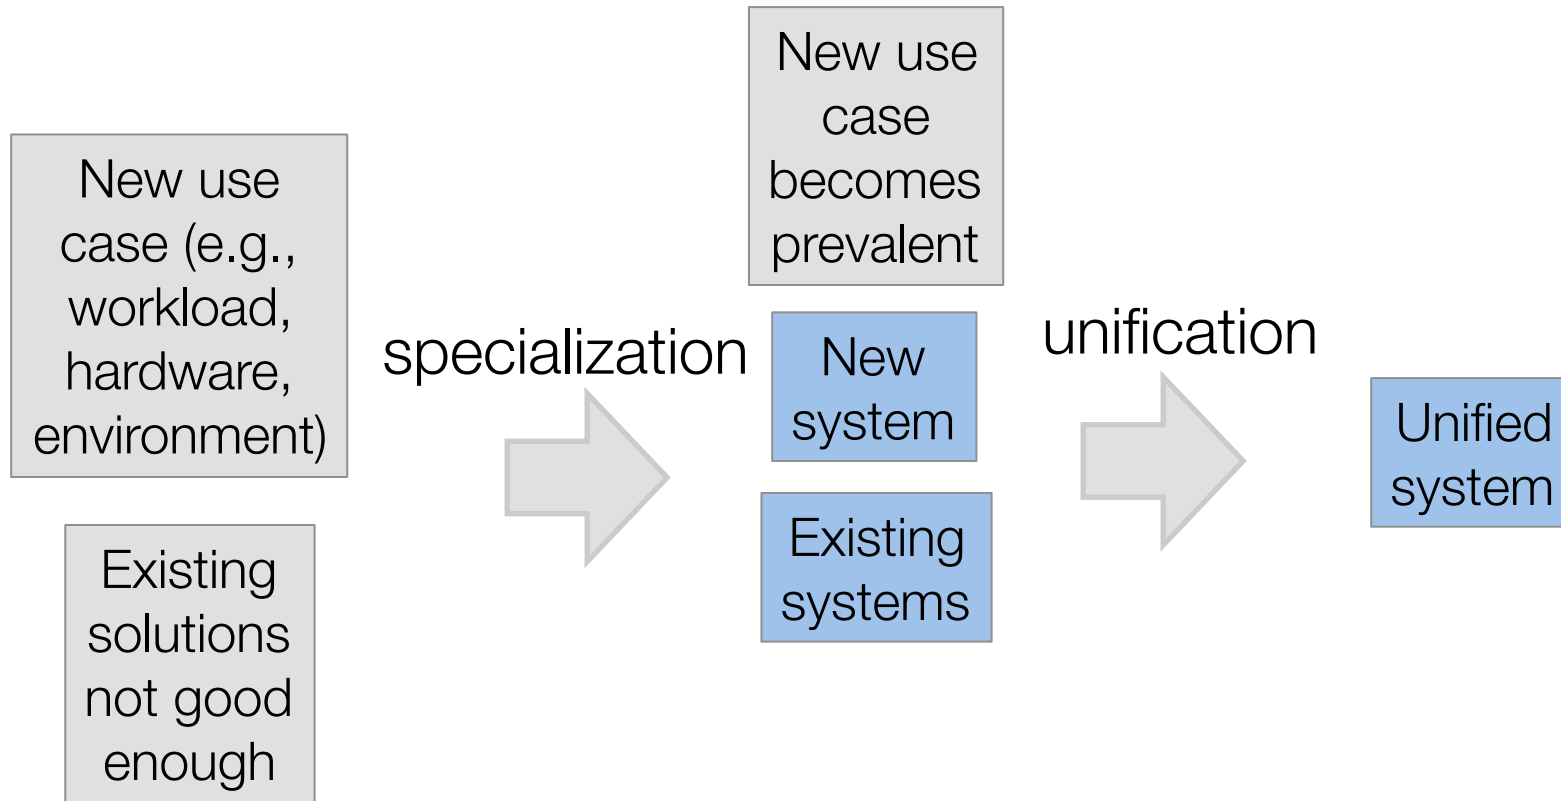 New use
case (e.g.,
workload,
hardware,
environment)
Existing
solutions
not good
enough
specialization
New use
case
becomes
prevalent
New
system
Existing
systems
unification
Unified
system